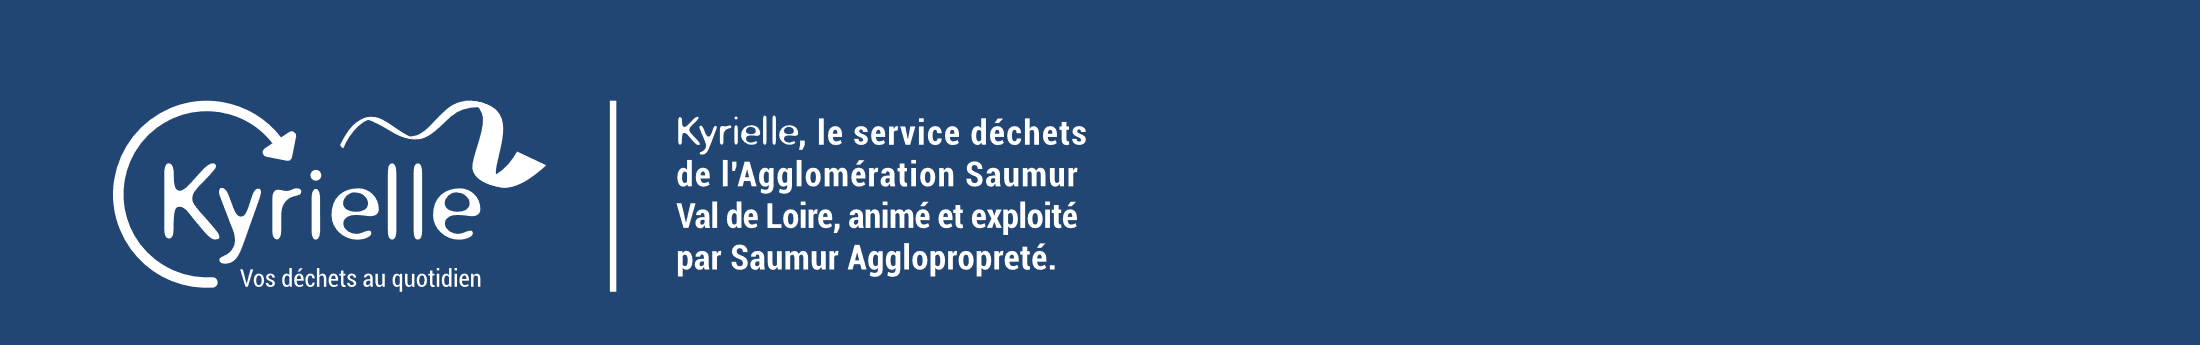 Kyrielle
Vos déchets au quotidien
Kyrielle, le service déchets
de l'Agglomération Saumur
Val de Loire, animé et exploité
par Saumur Agglopropreté.